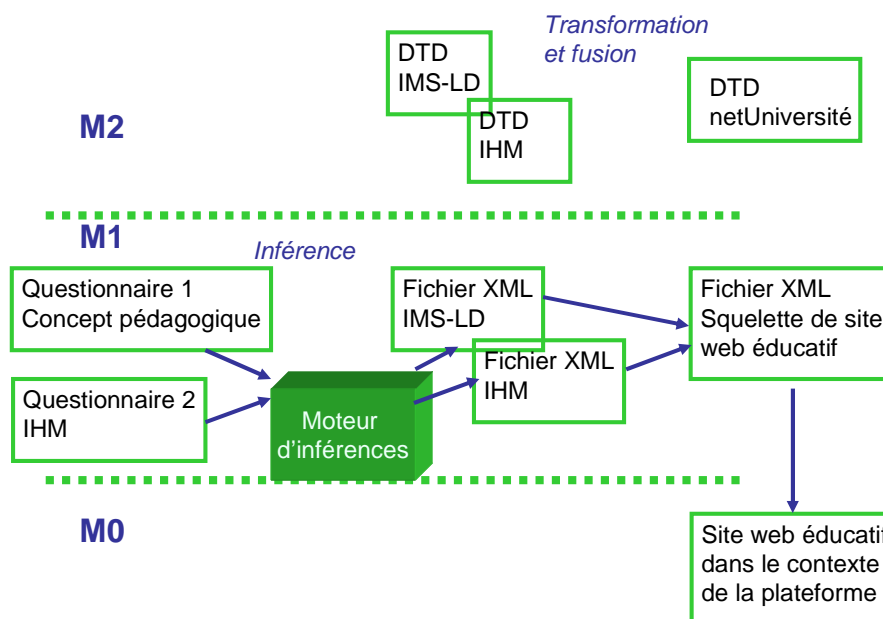 Transformation
et fusion
DTD
IMS-LD
DTD
IHM
DTD
netUniversité
M2
M1
Inférence
Questionnaire 1
Concept pédagogique
Questionnaire 2
IHM
Moteur
d'inférences
Fichier XML
IMS-LD
Fichier XML
IHM
Fichier XML
Squelette de site
web éducatif
M0
Site web éducatif
dans le contexte
de la plateforme